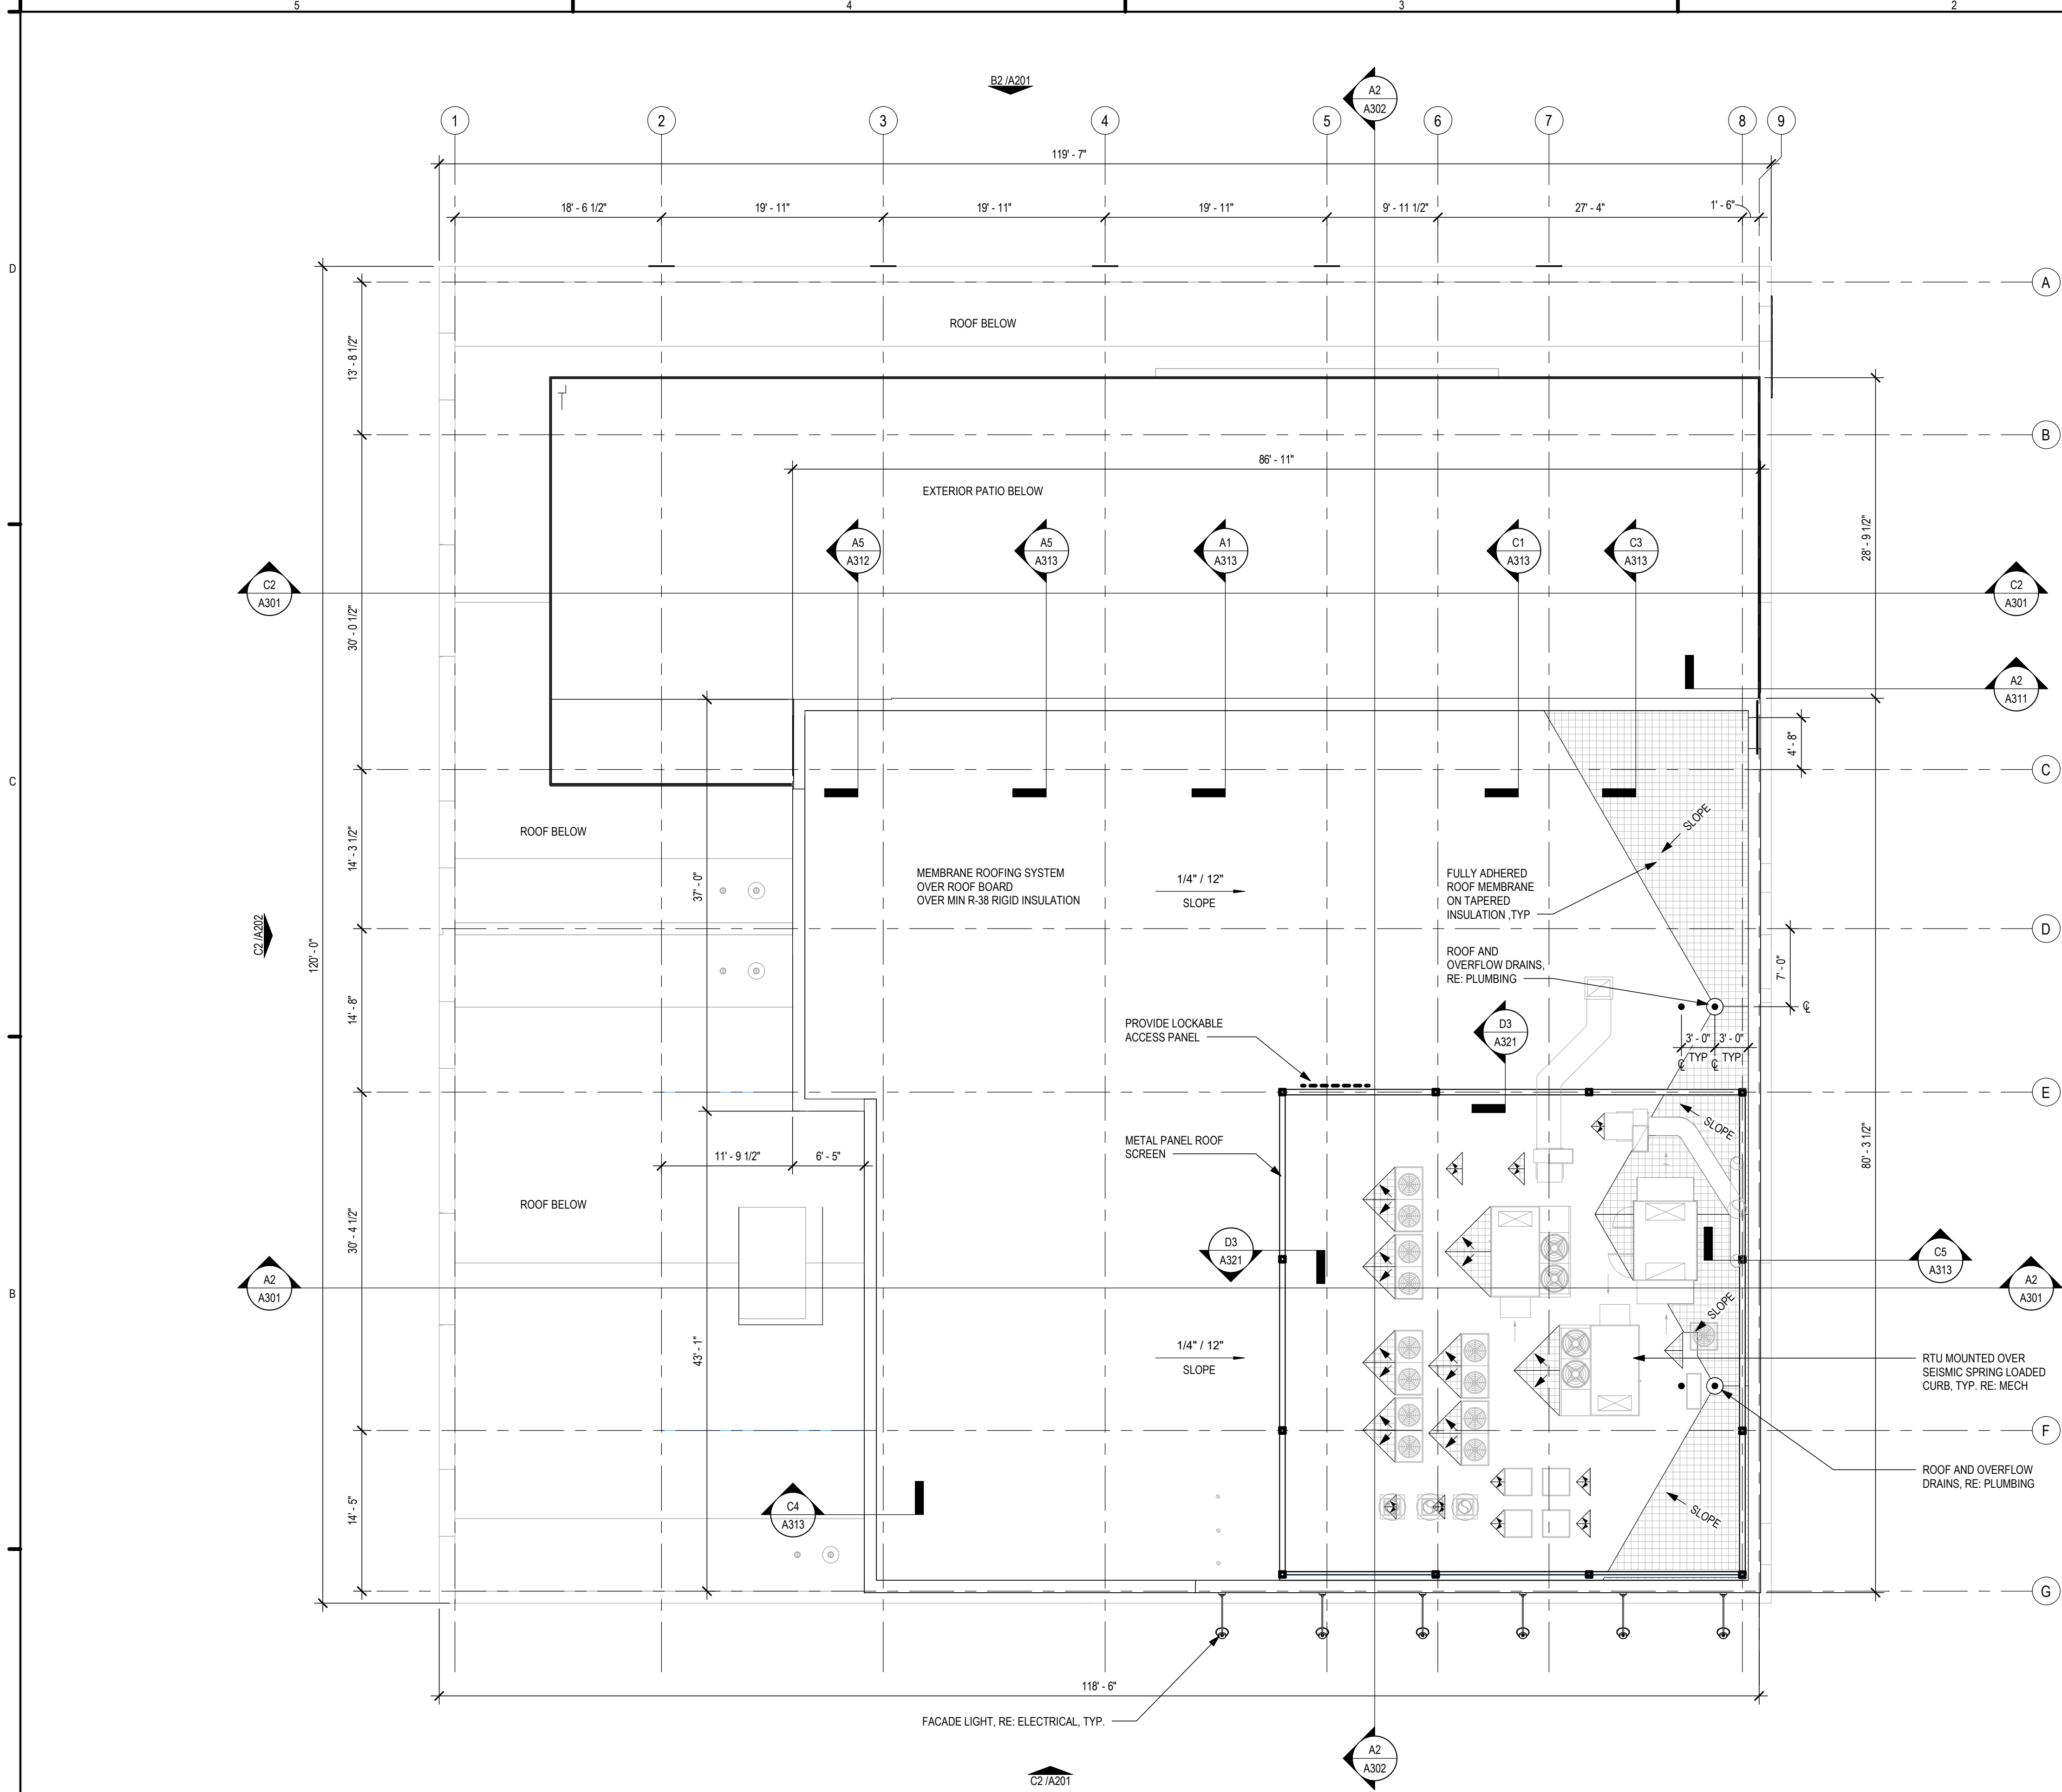 5
4
3
2
B2 /A201
A2
A302
1
2
3
4
5
6
7
8
9
119' - 7"
18' - 6 1/2"
19' - 11"
19' - 11"
19' - 11"
9' - 11 1/2"
27' - 4"
1' - 6"
D
A
ROOF BELOW
13' - 8 1/2"
B
86' - 11"
EXTERIOR PATIO BELOW
A5
A312
A5
A313
A1
A313
C1
A313
C3
A313
28' - 9 1/2"
C2
A301
C2
A301
30' - 0 1/2"
A2
A311
4' - 8"
C
C
ROOF BELOW
14' - 3 1/2"
SLOPE
37' - 0"
MEMBRANE ROOFING SYSTEM
OVER ROOF BOARD
OVER MIN R-38 RIGID INSULATION
1/4" / 12"
SLOPE
FULLY ADHERED
ROOF MEMBRANE
ON TAPERED
INSULATION ,TYP
C2 /A202
120' - 0"
D
ROOF AND
OVERFLOW DRAINS,
RE: PLUMBING
7' - 0"
14' - 8"
℄
PROVIDE LOCKABLE
ACCESS PANEL
D3
A321
3' - 0"
3' - 0"
TYP
TYP
℄
℄
E
SLOPE
METAL PANEL ROOF
SCREEN
11' - 9 1/2"
6' - 5"
80' - 3 1/2"
ROOF BELOW
30' - 4 1/2"
D3
A321
C5
A313
A2
A301
A2
A301
B
SLOPE
43' - 1"
1/4" / 12"
SLOPE
RTU MOUNTED OVER
SEISMIC SPRING LOADED
CURB, TYP. RE: MECH
F
ROOF AND OVERFLOW
DRAINS, RE: PLUMBING
14' - 5"
C4
A313
SLOPE
G
118' - 6"
FACADE LIGHT, RE: ELECTRICAL, TYP.
A2
A302
C2 /A201